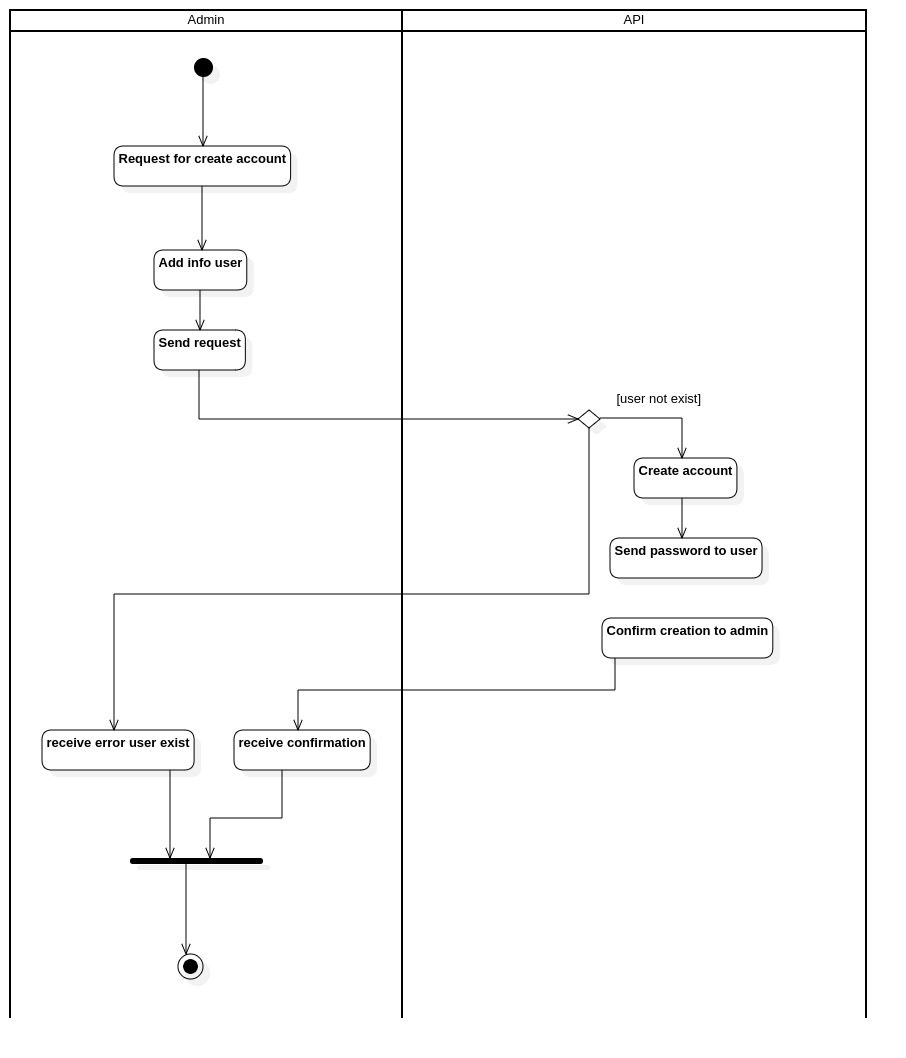 Admin
API
Request for create account
Add info user
Send request
[user not exist]
Create account
Send password to user
Confirm creation to admin
receive error user exist
receive confirmation